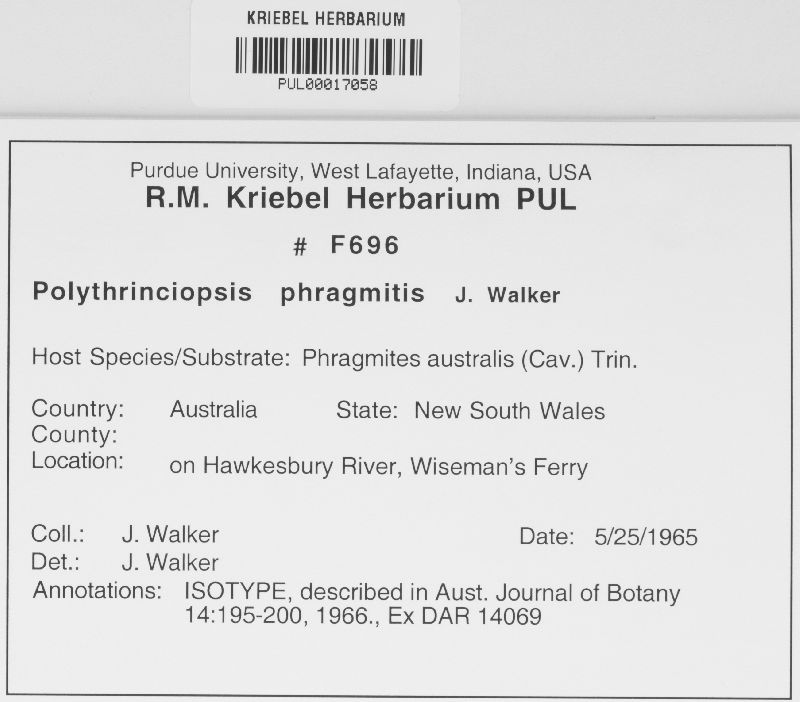 KRIEBEL HERBARIUM
PUL00017058
Purdue University, West Lafayette, Indiana, USA
R.M. Kriebel Herbarium PUL
# F696
Polythrinciopsis phragmitis J. Walker
Host Species/Substrate: Phragmites australis (Cav.) Trin.
Country: Australia State: New South Wales
County:
Location: on Hawkesbury River, Wiseman's Ferry
Coll.: J. Walker Date: 5/25/1965
Det.: J. Walker
Annotations: ISOTYPE, described in Aust. Journal of Botany
14:195-200, 1966., Ex DAR 14069